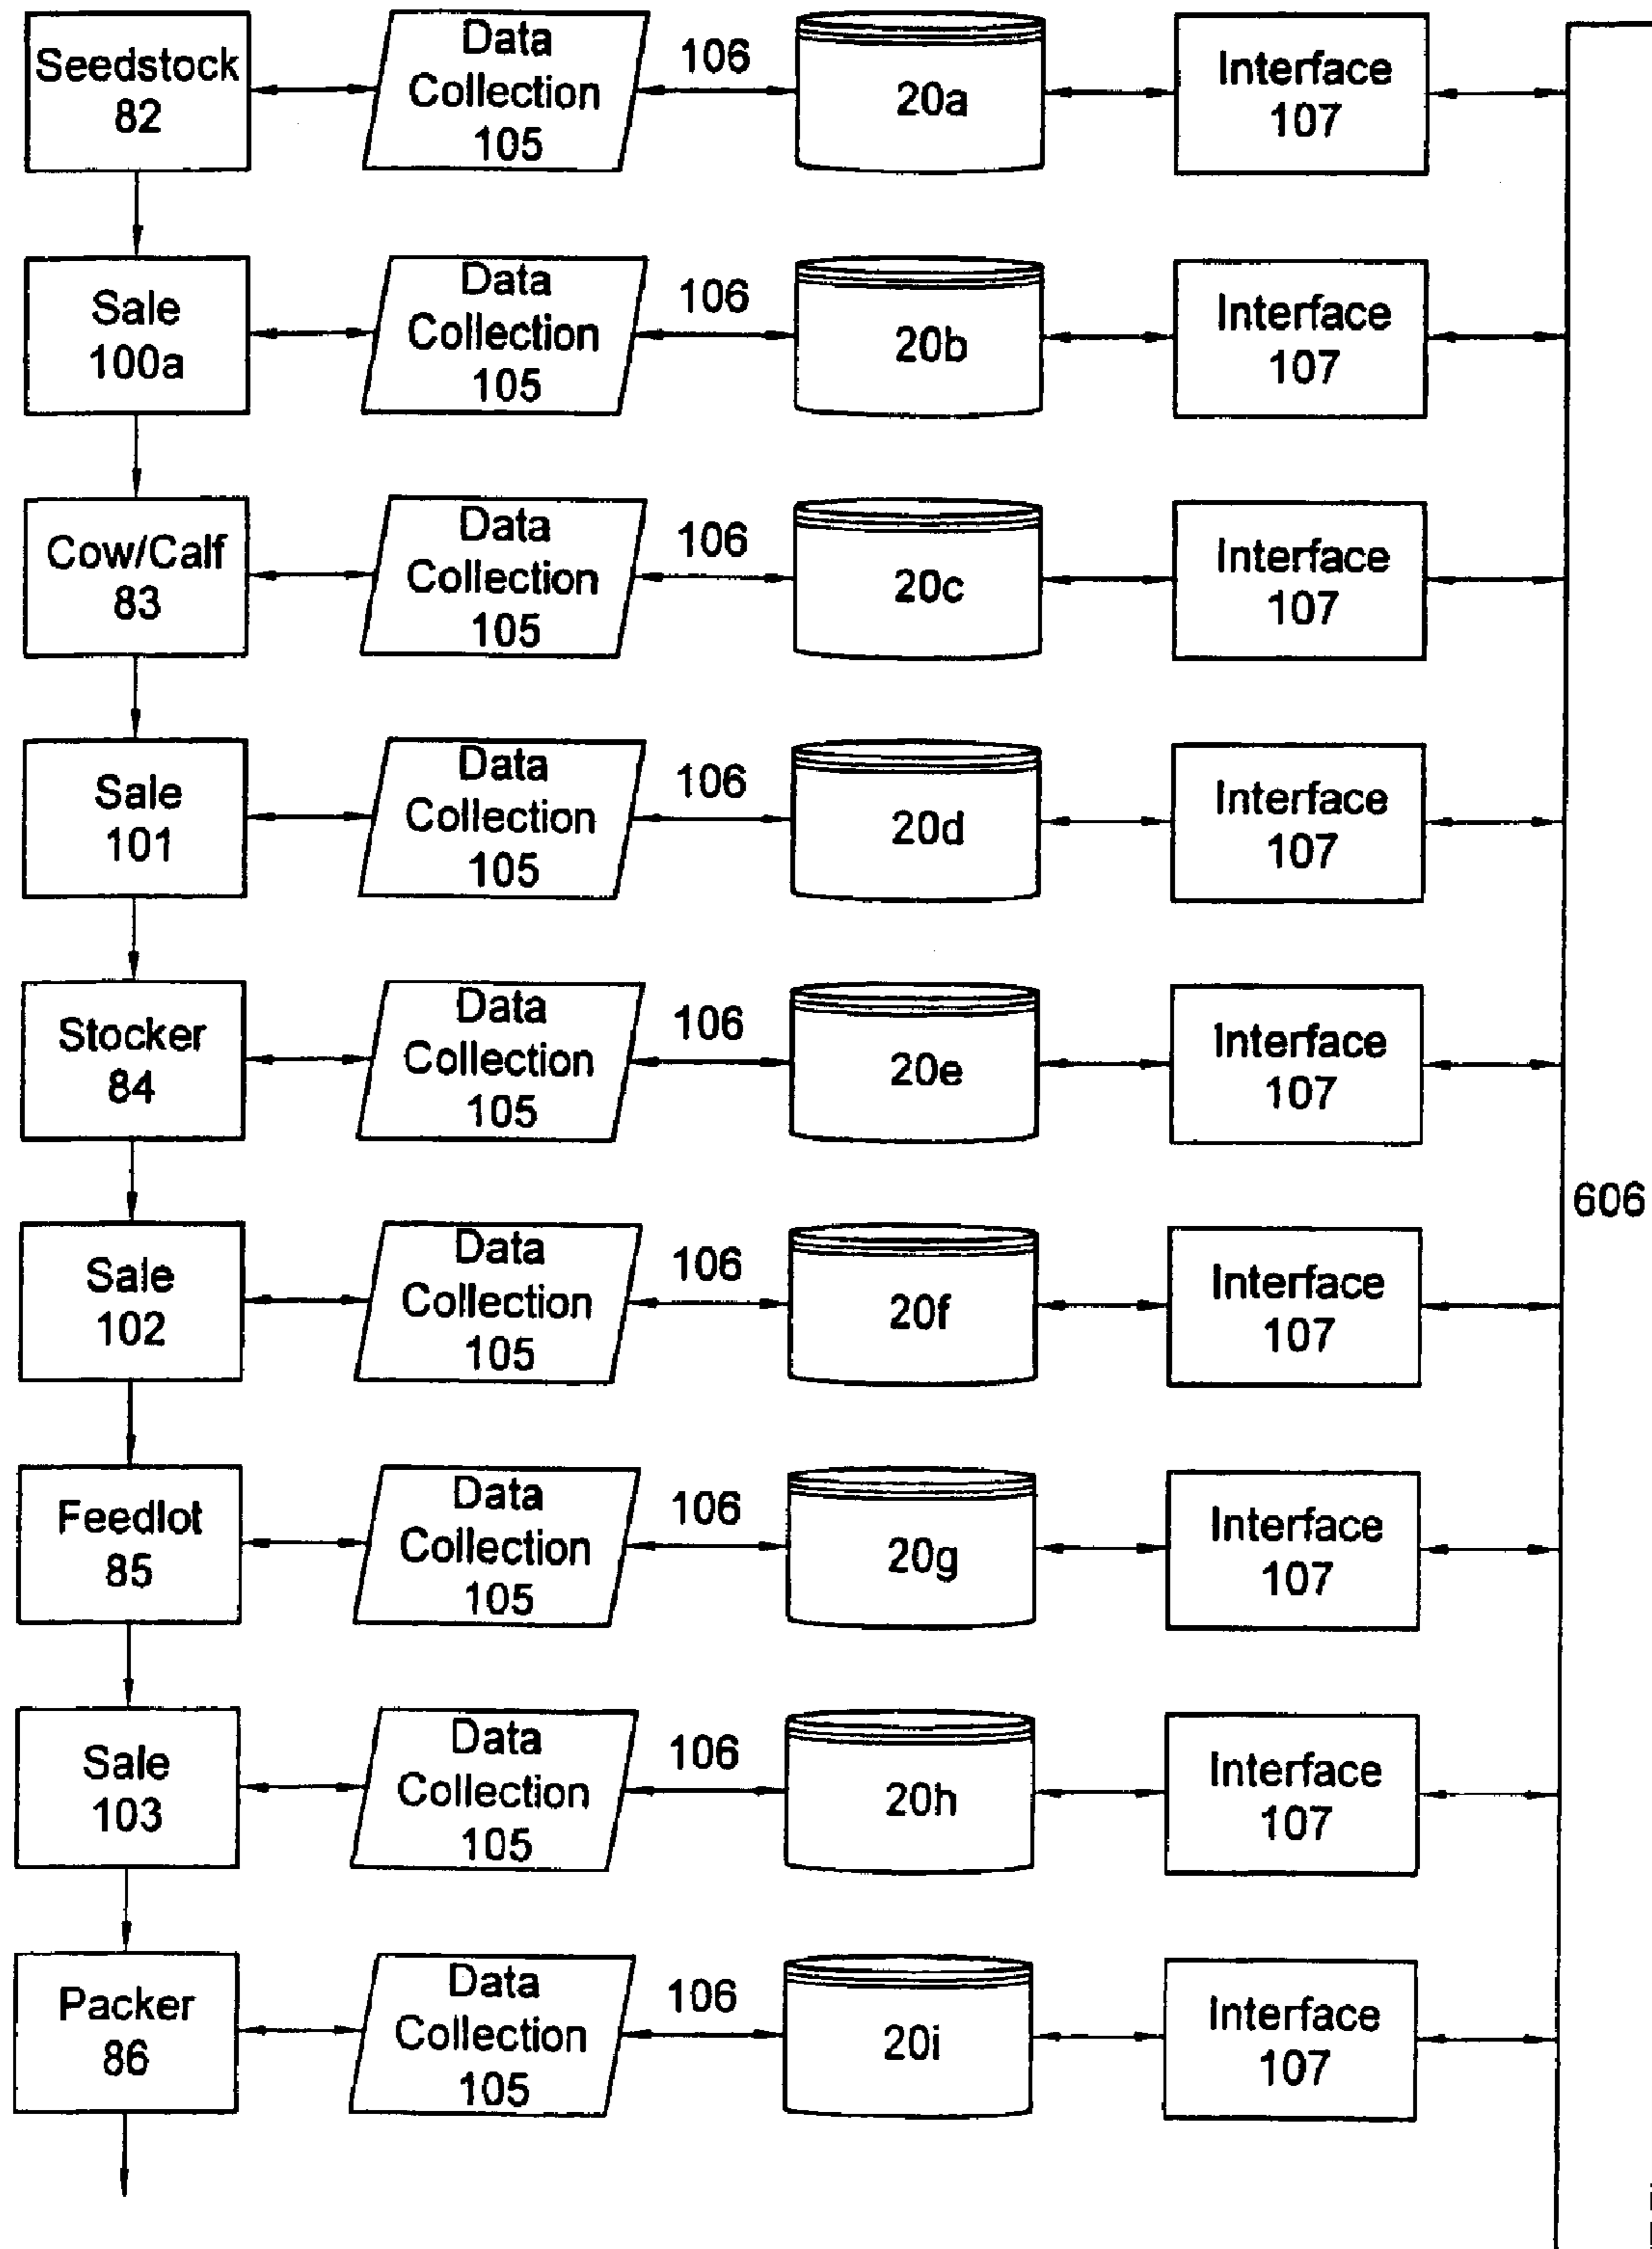 Seedstock
82
Data
Collection
105
106
20a
Interface
107
Sale
100a
Data
Collection
105
106
20b
Interface
107
Cow/Calf
83
Data
Collection
105
106
20c
Interface
107
Sale
101
Data
Collection
105
106
20d
Interface
107
Stocker
84
Data
Collection
105
106
20e
Interface
107
606
Sale
102
Data
Collection
105
106
20f
Interface
107
Feedlot
85
Data
Collection
105
106
20g
Interface
107
Sale
103
Data
Collection
105
106
20h
Interface
107
Packer
86
Data
Collection
105
106
20i
Interface
107